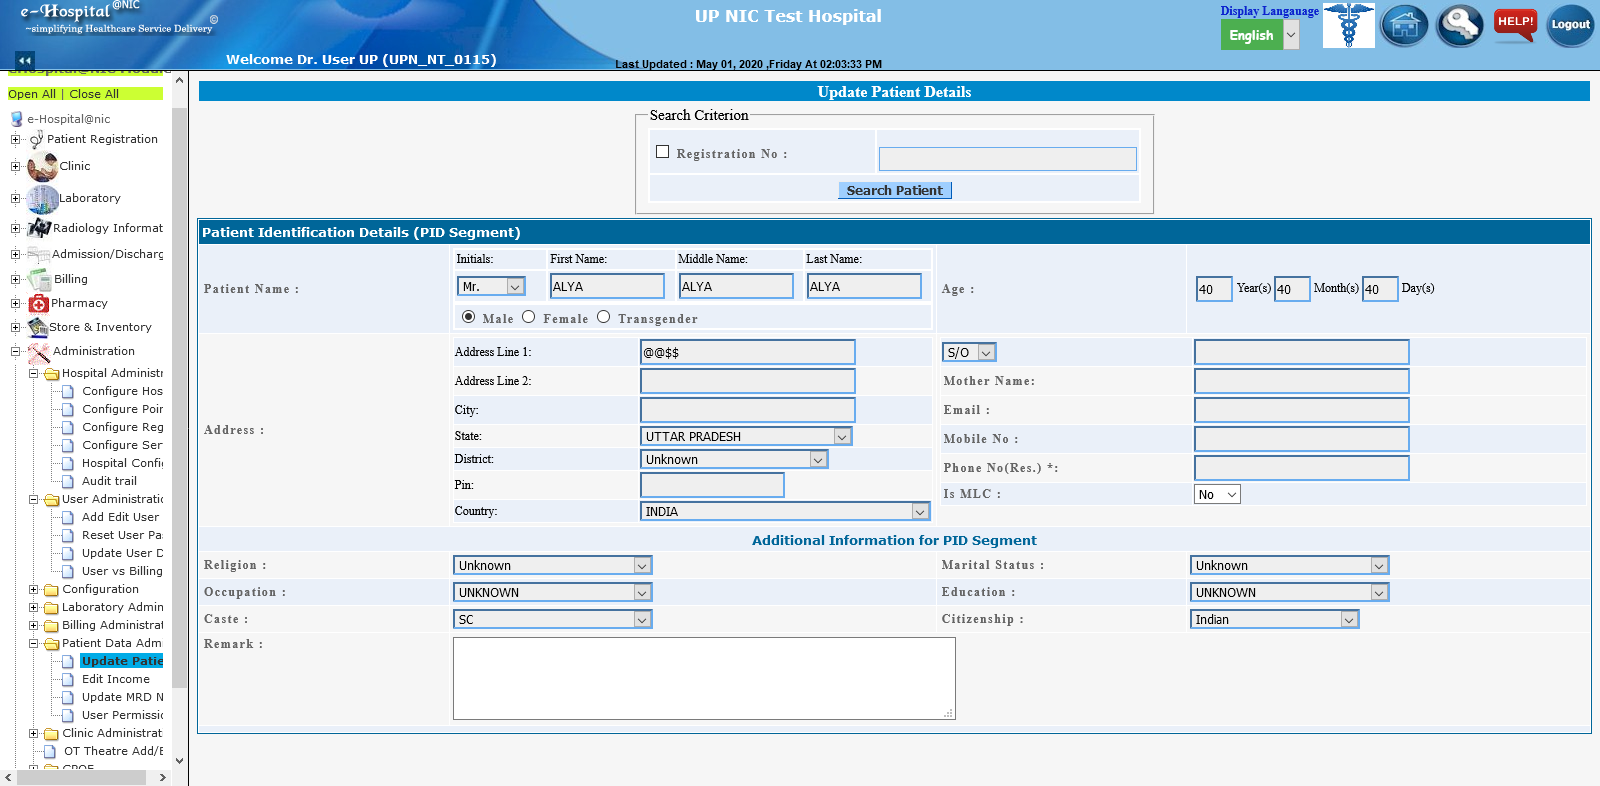 e-Hospital@NIC ©
~simplifying Healthcare Service Delivery
Welcome Dr. User UP (UPN_NT_0115)
UP NIC Test Hospital
Last Updated : May 01, 2020 ,Friday At 02:03:33 PM
Display Langauage
English
HELP!
Logout
Open All | Close All
e-Hospital@nic
Patient Registration
Clinic
Laboratory
Radiology Informat
Admission/Discharg
Billing
Pharmacy
Store & Inventory
Administration
Hospital Administr
Configure Hos
Configure Poin
Configure Reg
Configure Ser
Hospital Confi
Audit trail
User Administratio
Add Edit User
Reset User Pa
Update User D
User vs Billing
Configuration
Laboratory Admin
Billing Administrat
Patient Data Adm
Update Patie
Edit Income
Update MRD N
User Permissio
Clinic Administrat
OT Theatre Add/E
Update Patient Details
Search Criterion
Registration No :
Search Patient
Patient Identification Details (PID Segment)
Patient Name :
Initials: First Name: Middle Name: Last Name:
Mr. ALYA ALYA ALYA
Male Female Transgender
Age : 40 Year(s) 40 Month(s) 40 Day(s)
Address :
Address Line 1: @@$$
Address Line 2:
City:
State: UTTAR PRADESH
District: Unknown
Pin:
Country: INDIA
S/O
Mother Name:
Email :
Mobile No :
Phone No(Res.) *:
Is MLC : No
Additional Information for PID Segment
Religion : Unknown Marital Status : Unknown
Occupation : UNKNOWN Education : UNKNOWN
Caste : SC Citizenship : Indian
Remark :